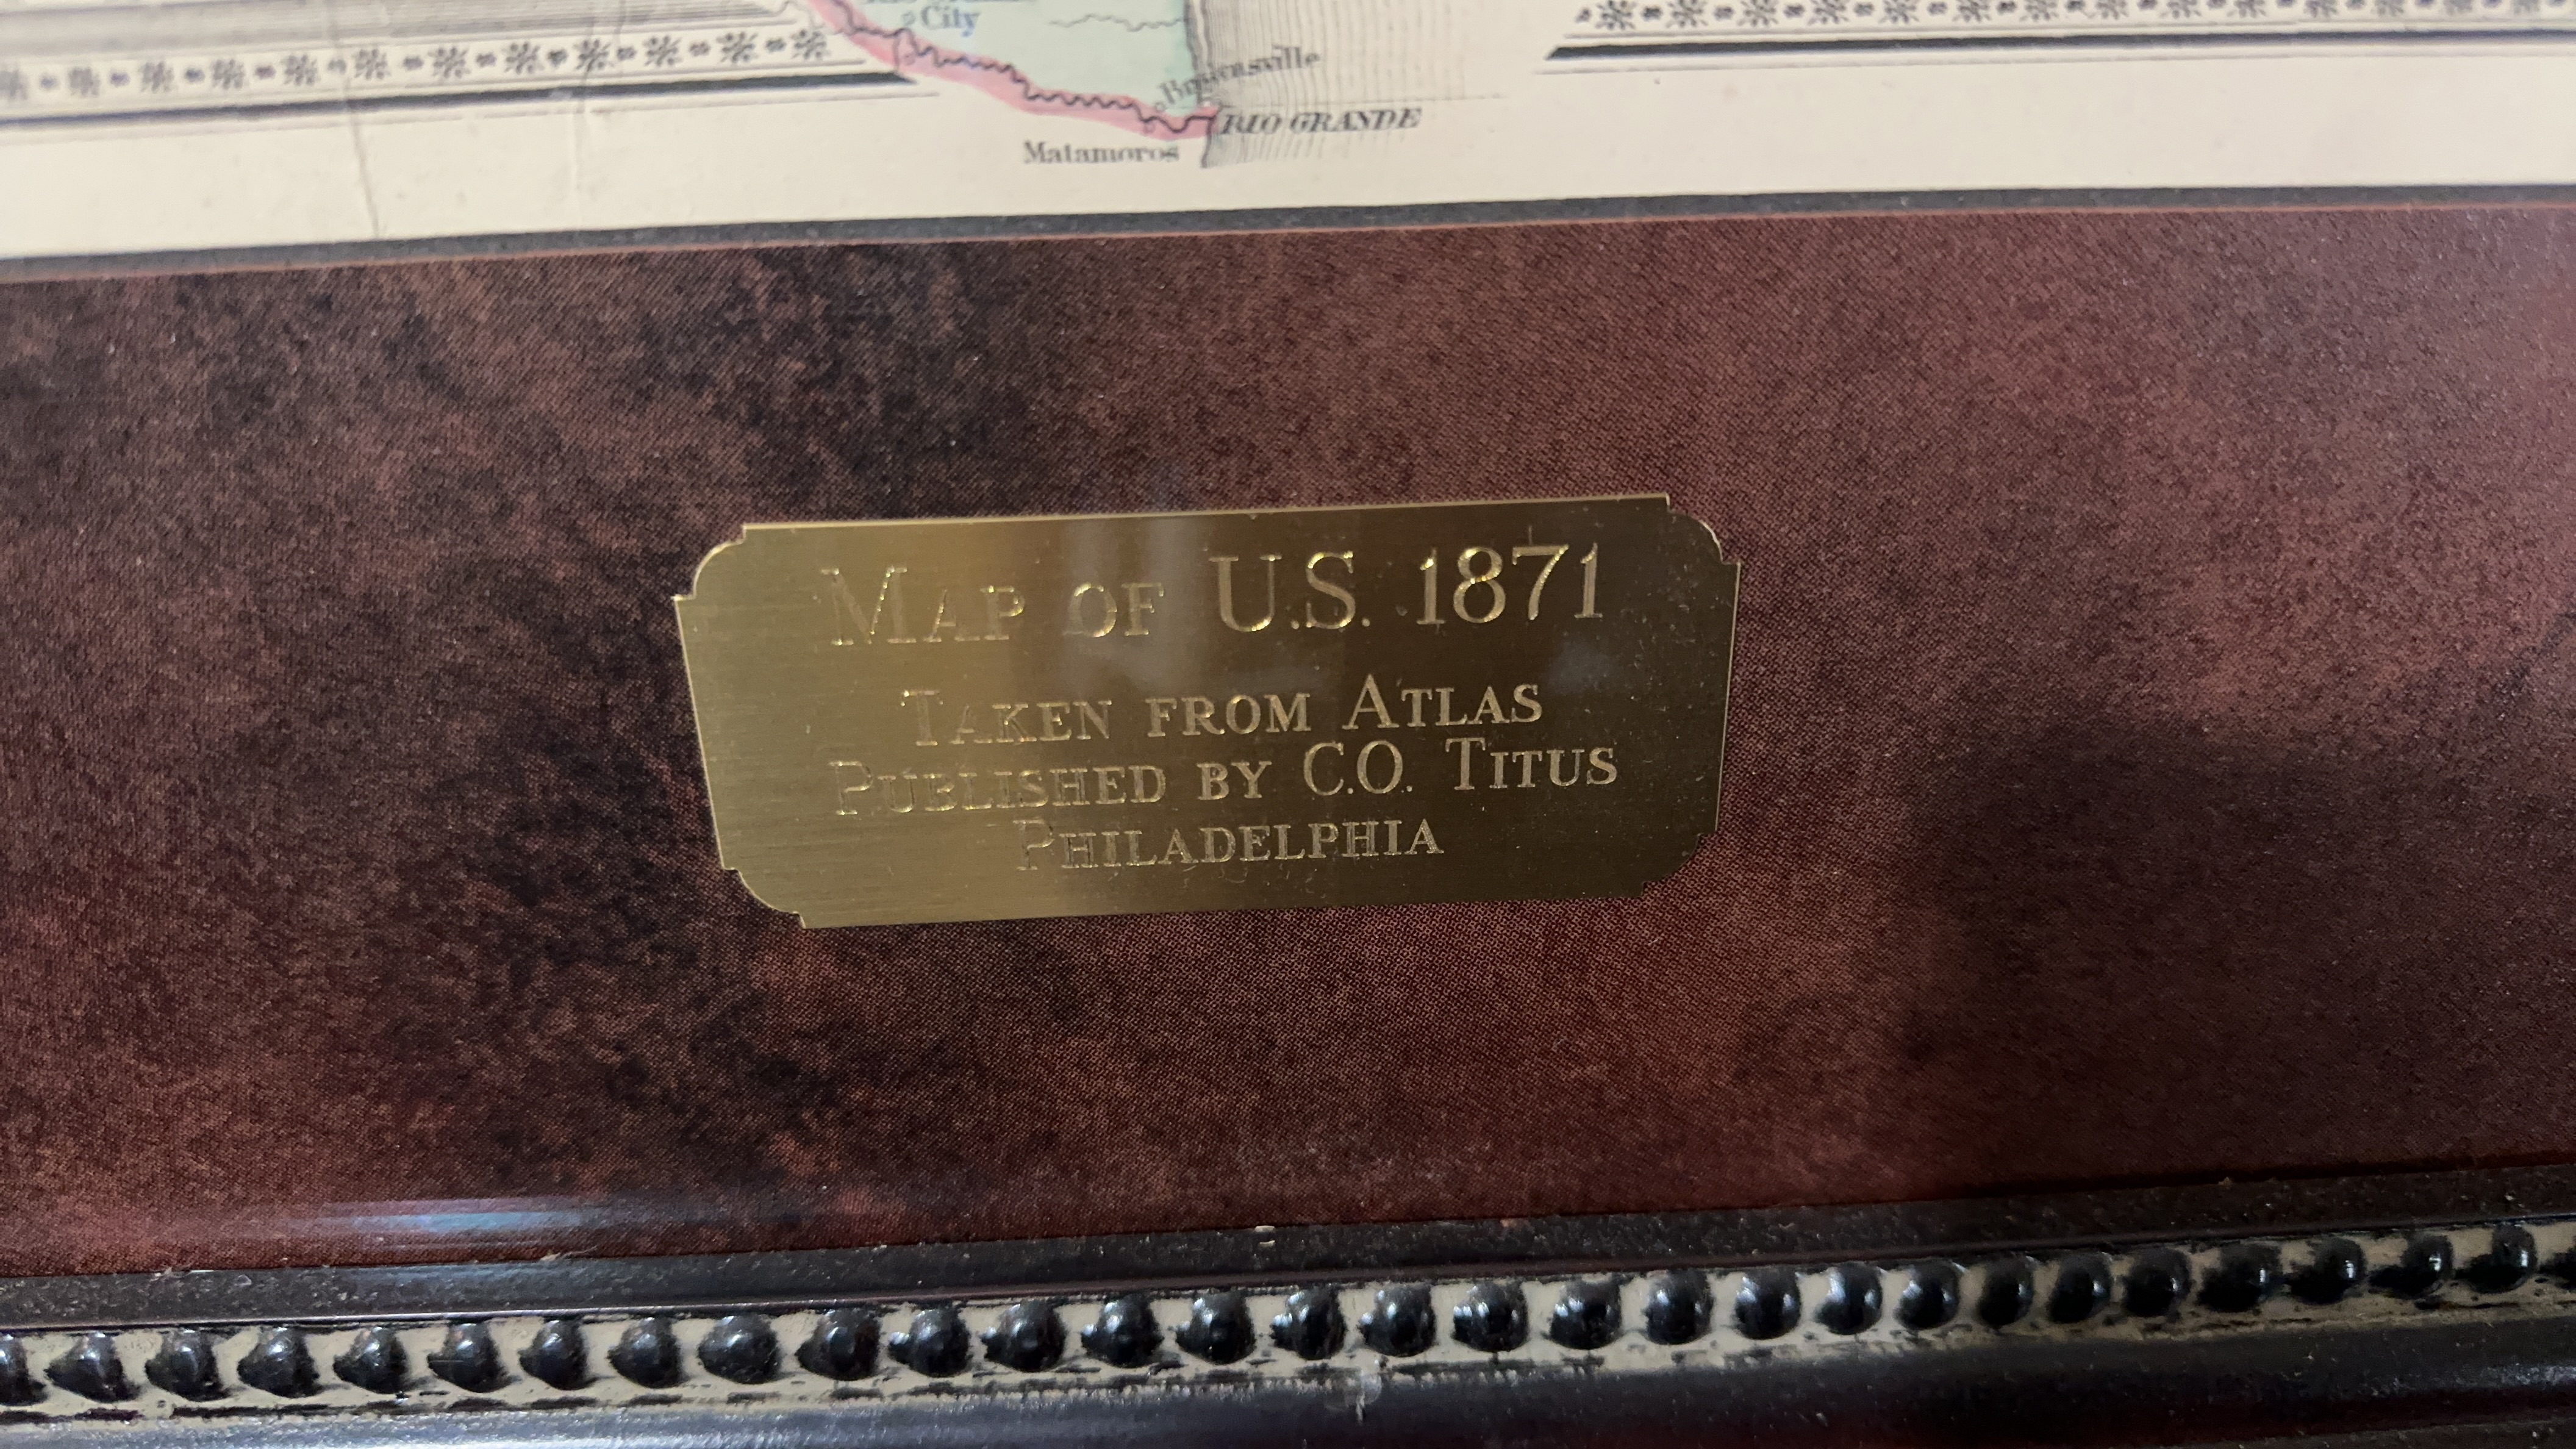 City
Brownsville
RIO GRANDE
Matamoros
MAP OF U.S. 1871
TAKEN FROM ATLAS
PUBLISHED BY C.O. TITUS
PHILADELPHIA